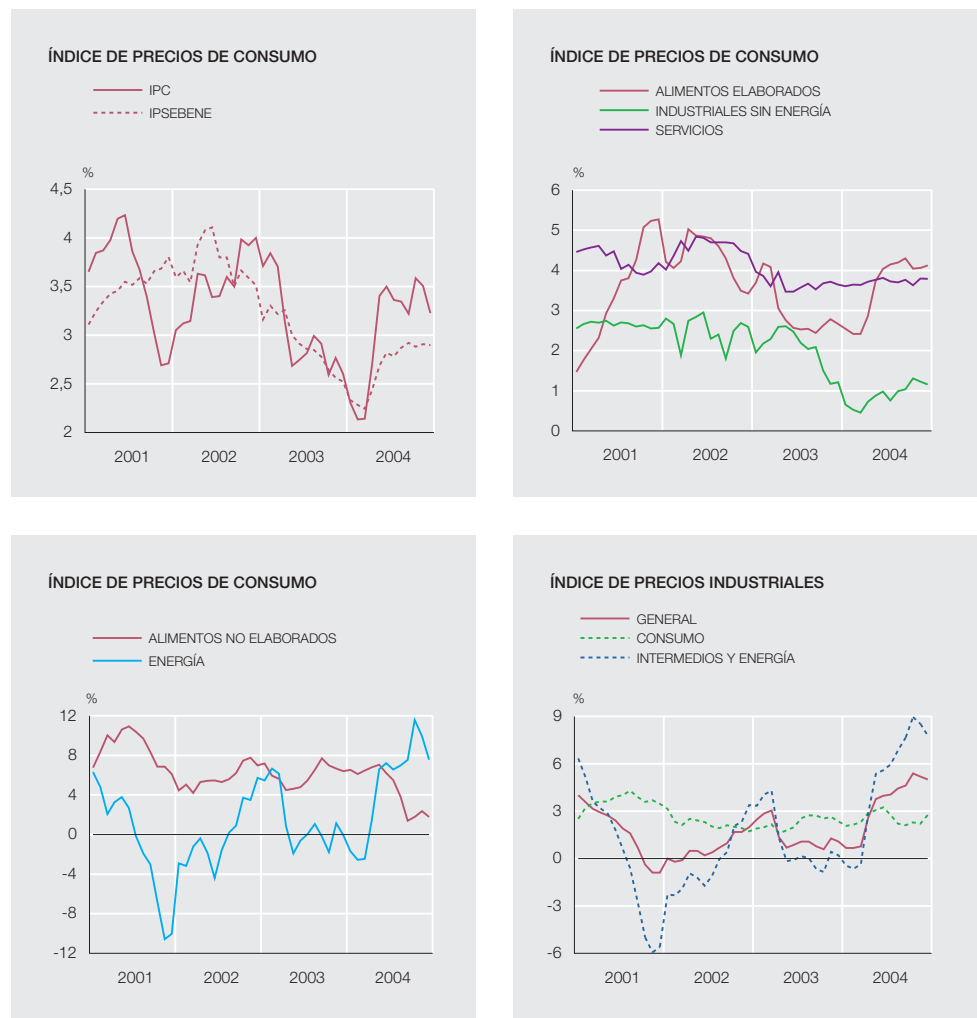 ÍNDICE DE PRECIOS DE CONSUMO
IPC
IPSEBENE
%
4,5
4
3,5
3
2,5
2
2001 2002 2003 2004
ÍNDICE DE PRECIOS DE CONSUMO
ALIMENTOS ELABORADOS
INDUSTRIALES SIN ENERGÍA
SERVICIOS
%
6
5
4
3
2
1
0
2001 2002 2003 2004
ÍNDICE DE PRECIOS DE CONSUMO
ALIMENTOS NO ELABORADOS
ENERGÍA
%
12
8
4
0
-4
-8
-12
2001 2002 2003 2004
ÍNDICE DE PRECIOS INDUSTRIALES
GENERAL
CONSUMO
INTERMEDIOS Y ENERGÍA
%
9
6
3
0
-3
-6
2001 2002 2003 2004